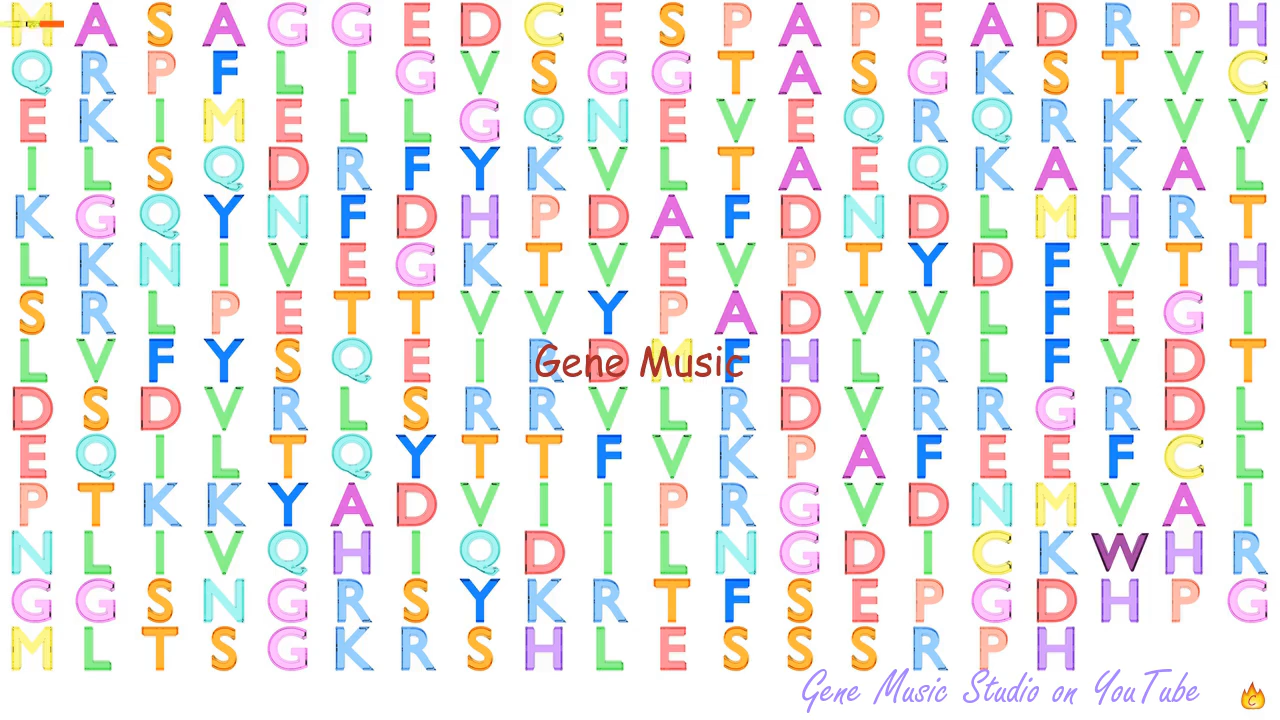 M A S A G G E D C E S P A P E A D R P H
Q R P F L I G V S G G T A S G K S T V C
E K I M E L L G Q N E V E Q R Q R K V V
I L S Q D R F Y K V L T A E Q K A K A L
K G Q Y N F D H P D A F D N D L M H R T
L K N I V E G K T V E V P T Y D F V T H
S R L P E T T V V Y P A D V V L F E G I
L V F Y S Q E I R D M F H L R L F V D T
Gene Music
D S D V R L S R R V L R D V R R G R D L
E Q I L T Q Y T T F V K P A F E E F C L
P T K K Y A D V I I P R G V D N M V A I
N L I V Q H I Q D I L N G D I C K W H R
G G S N G R S Y K R T F S E P G D H P G
M L T S G K R S H L E S S S R P H
Gene Music Studio on YouTube
C